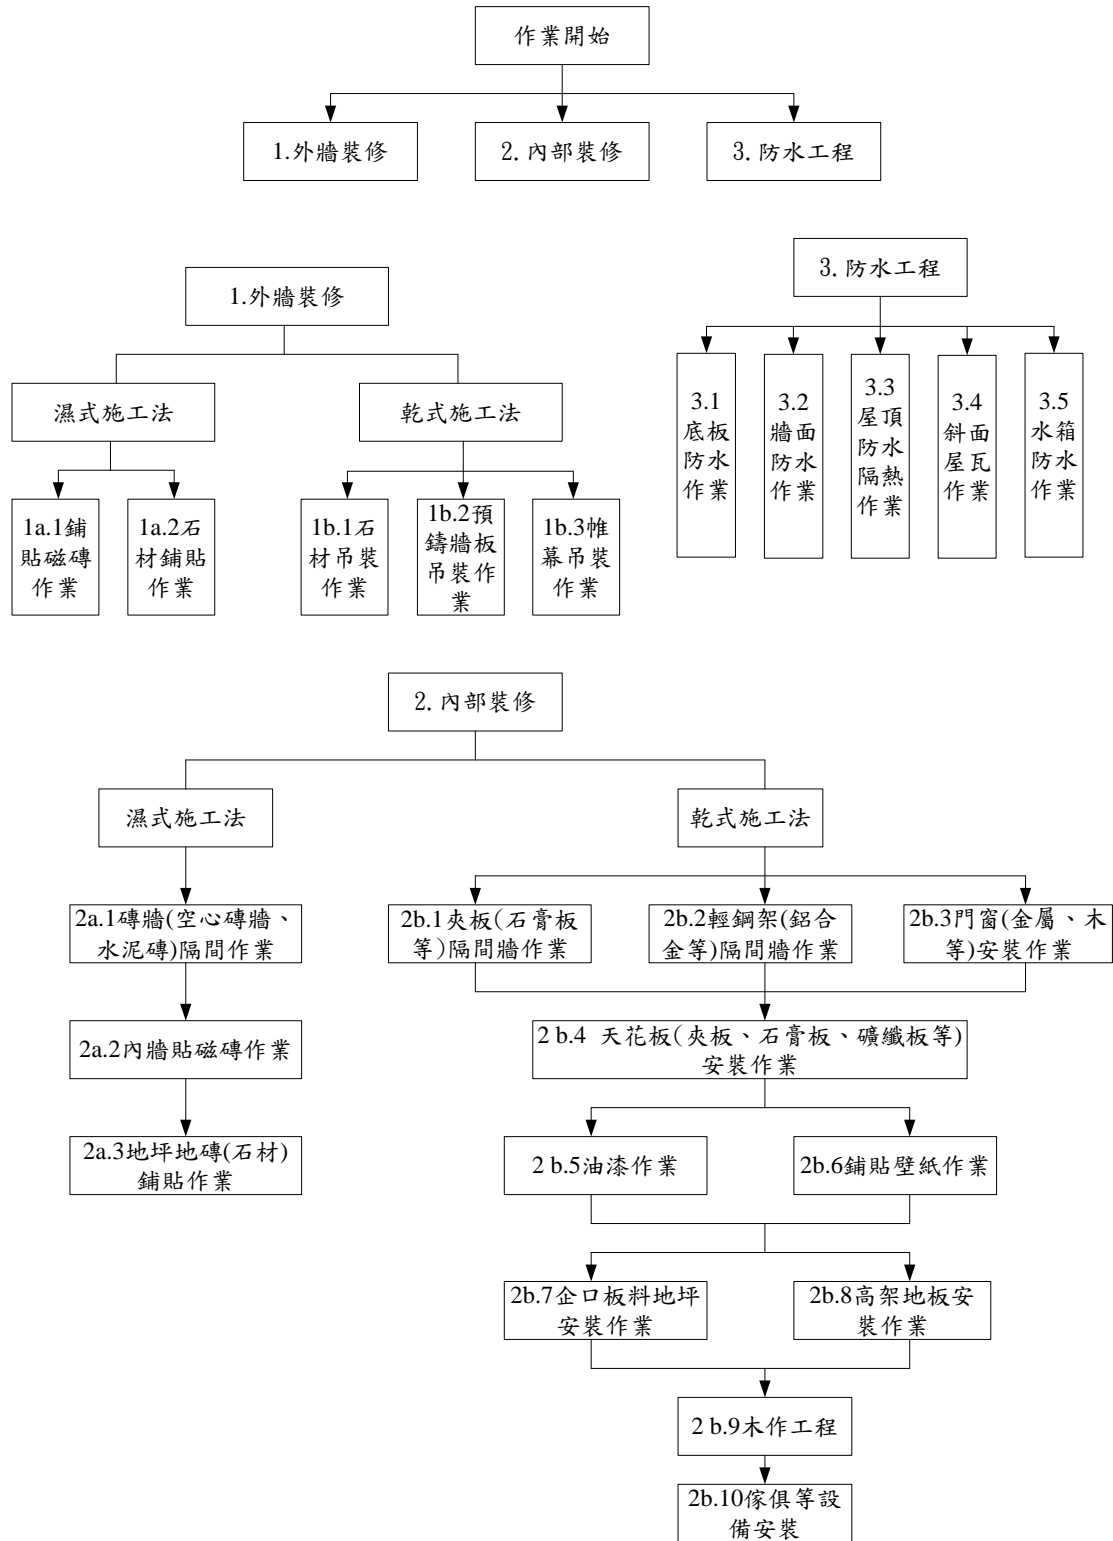 作業開始
1.外牆裝修
2.內部裝修
3.防水工程
1.外牆裝修
濕式施工法
乾式施工法
1a.1鋪
貼磁磚
作業
1a.2石
材鋪貼
作業
1b.1石
材吊裝
作業
1b.2預
鑄牆板
吊裝作
業
1b.3帷
幕吊裝
作業
3.防水工程
3.1
底板
防水
作業
3.2
牆面
防水
作業
3.3
屋頂
防水
隔熱
作業
3.4
斜面
屋瓦
作業
3.5
水箱
防水
作業
2.內部裝修
濕式施工法
乾式施工法
2a.1磚牆(空心磚牆、
水泥磚)隔間作業
2a.2內牆貼磁磚作業
2a.3地坪地磚(石材)
鋪貼作業
2b.1夾板(石膏板
等)隔間牆作業
2b.2輕鋼架(鋁合
金等)隔間牆作業
2b.3門窗(金屬、木
等)安裝作業
2 b.4 天花板(夾板、石膏板、礦纖板等)
安裝作業
2 b.5油漆作業
2b.6鋪貼壁紙作業
2b.7企口板料地坪
安裝作業
2b.8高架地板安
裝作業
2 b.9木作工程
2b.10傢俱等設
備安裝